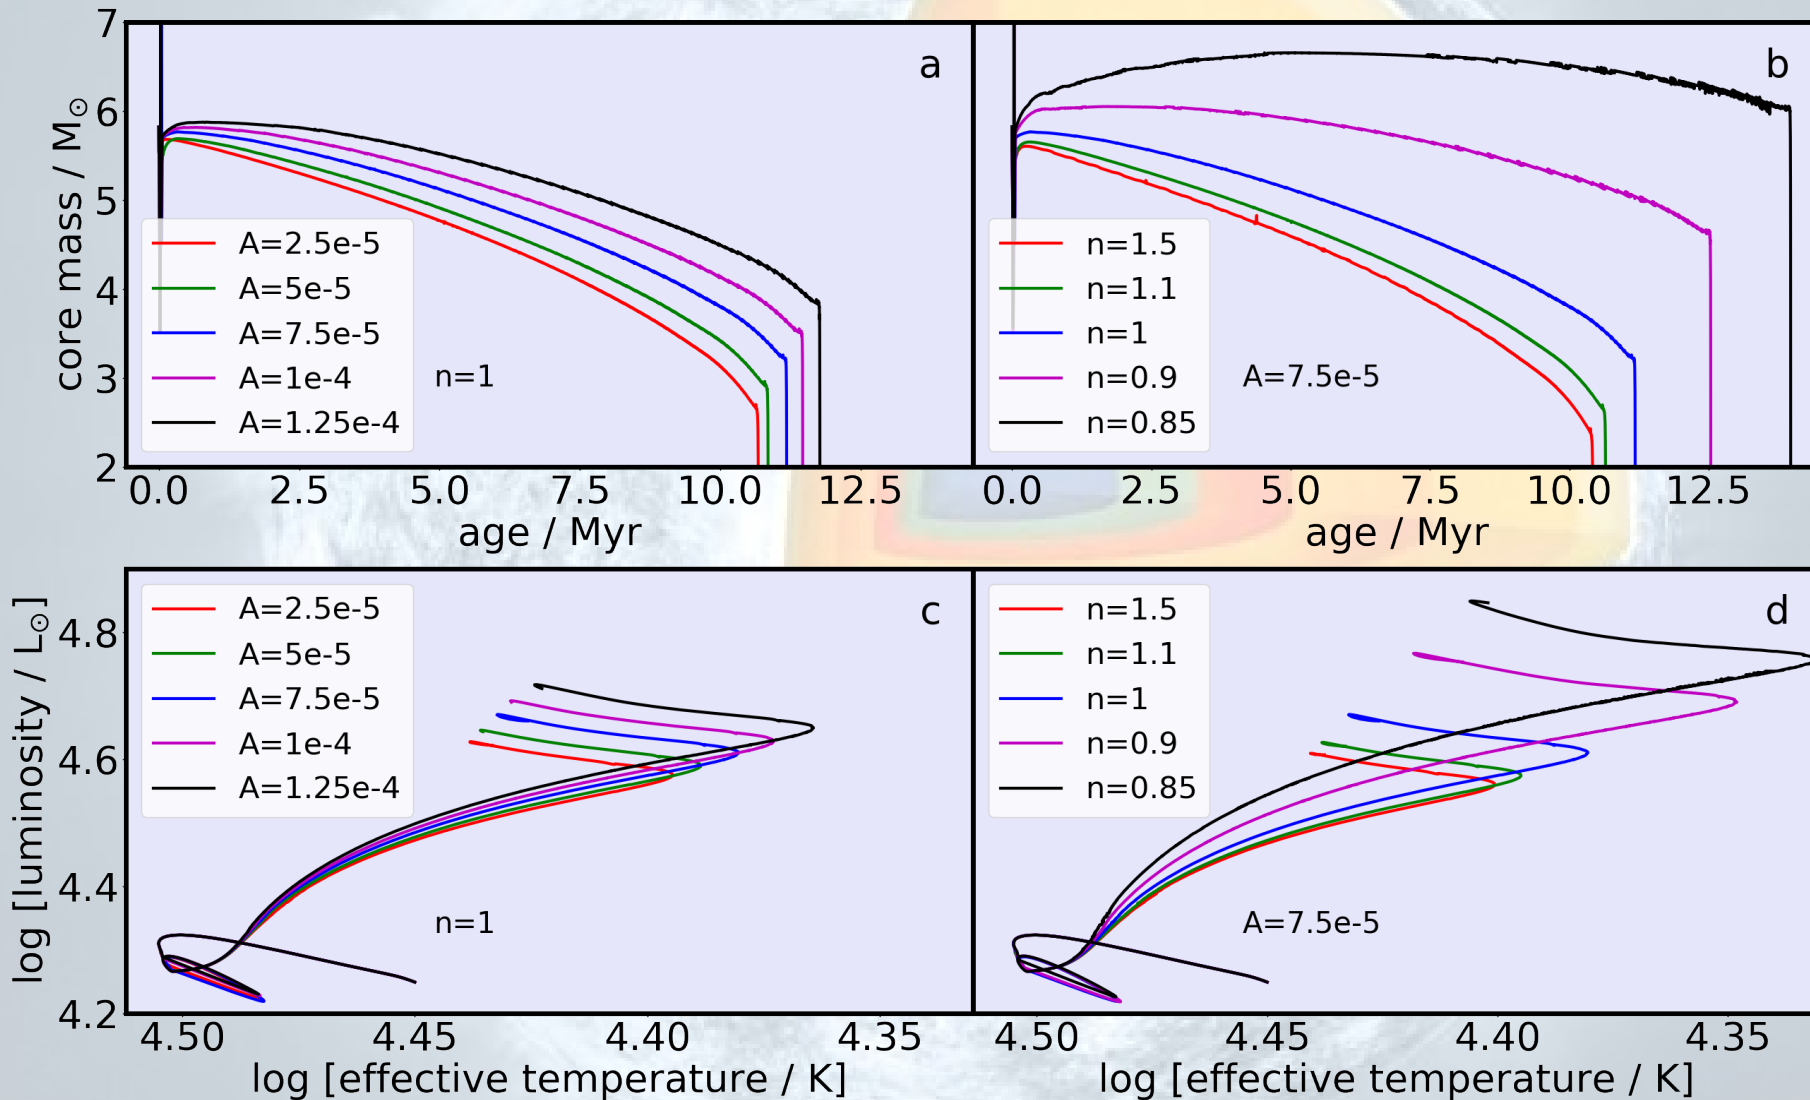 7
6
5
4
3
2
core mass / M☉
a
A=2.5e-5
A=5e-5
A=7.5e-5
A=1e-4
A=1.25e-4
n=1
0.0 2.5 5.0 7.5 10.0 12.5
age / Myr
b
n=1.5
n=1.1
n=1
n=0.9
n=0.85
A=7.5e-5
0.0 2.5 5.0 7.5 10.0 12.5
age / Myr
4.8
4.6
4.4
4.2
log [luminosity / L☉]
c
A=2.5e-5
A=5e-5
A=7.5e-5
A=1e-4
A=1.25e-4
n=1
4.50 4.45 4.40 4.35
log [effective temperature / K]
d
n=1.5
n=1.1
n=1
n=0.9
n=0.85
A=7.5e-5
4.50 4.45 4.40 4.35
log [effective temperature / K]